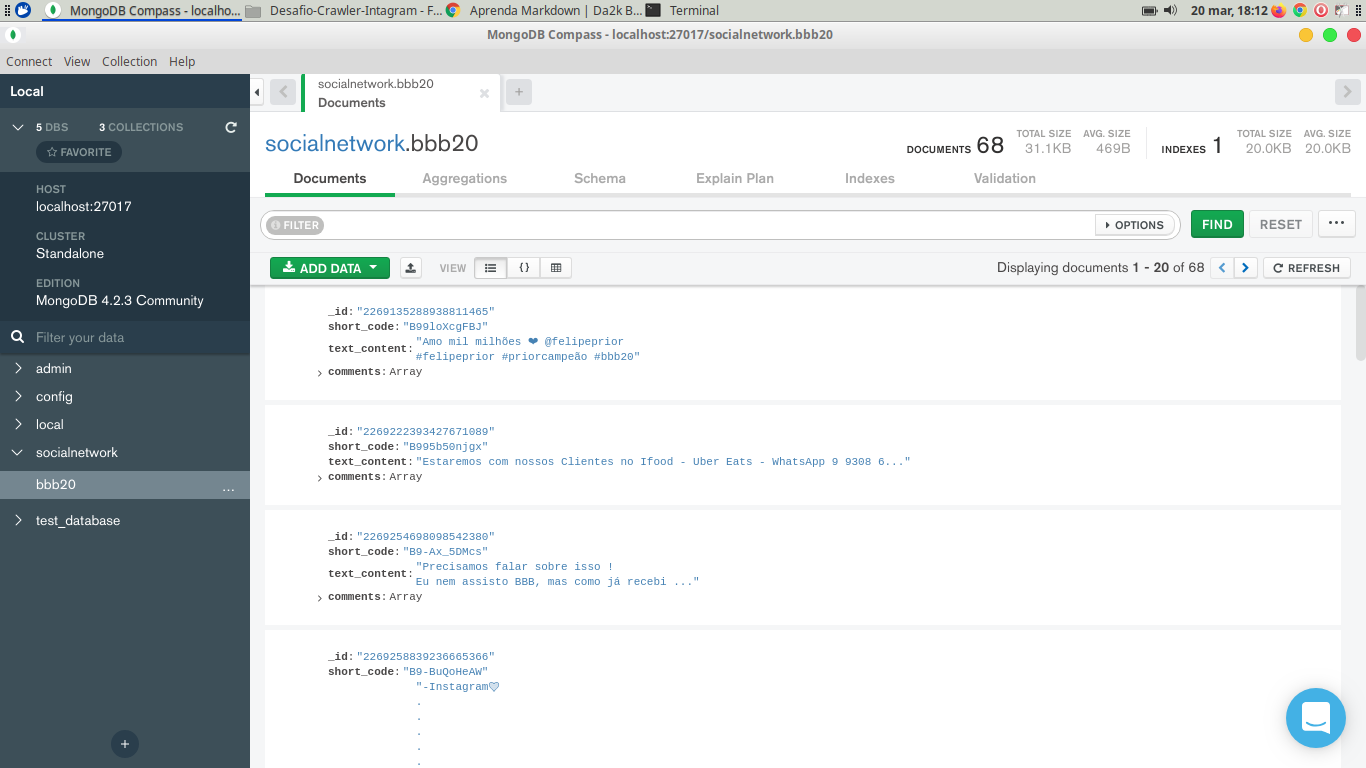 MongoDB Compass - localho...
Desafio-Crawler-Intagram - F...
Aprenda Markdown | Da2k B...
Terminal
20 mar, 18:12
MongoDB Compass - localhost:27017/socialnetwork.bbb20
Connect View Collection Help
Local
5 DBS 3 COLLECTIONS
FAVORITE
HOST
localhost:27017
CLUSTER
Standalone
EDITION
MongoDB 4.2.3 Community
Filter your data
admin
config
local
socialnetwork
bbb20 ...
test_database
socialnetwork.bbb20
Documents
socialnetwork.bbb20
DOCUMENTS 68 TOTAL SIZE 31.1KB AVG. SIZE 469B INDEXES 1 TOTAL SIZE 20.0KB AVG. SIZE 20.0KB
Documents Aggregations Schema Explain Plan Indexes Validation
FILTER OPTIONS FIND RESET ...
ADD DATA VIEW {} Displaying documents 1 - 20 of 68 REFRESH
_id: "2269135288938811465"
short_code: "B99loXcgFBJ"
text_content: "Amo mil milhões ❤ @felipeprior
#felipeprior #priorcampeão #bbb20"
comments: Array
_id: "2269222393427671089"
short_code: "B995b50njgx"
text_content: "Estaremos com nossos Clientes no Ifood - Uber Eats - WhatsApp 9 9308 6..."
comments: Array
_id: "2269254698098542380"
short_code: "B9-Ax_5DMcs"
text_content: "Precisamos falar sobre isso !
Eu nem assisto BBB, mas como já recebi ..."
comments: Array
_id: "2269258839236665366"
short_code: "B9-BuQoHeAW"
"-Instagram💛
.
.
.
.
.